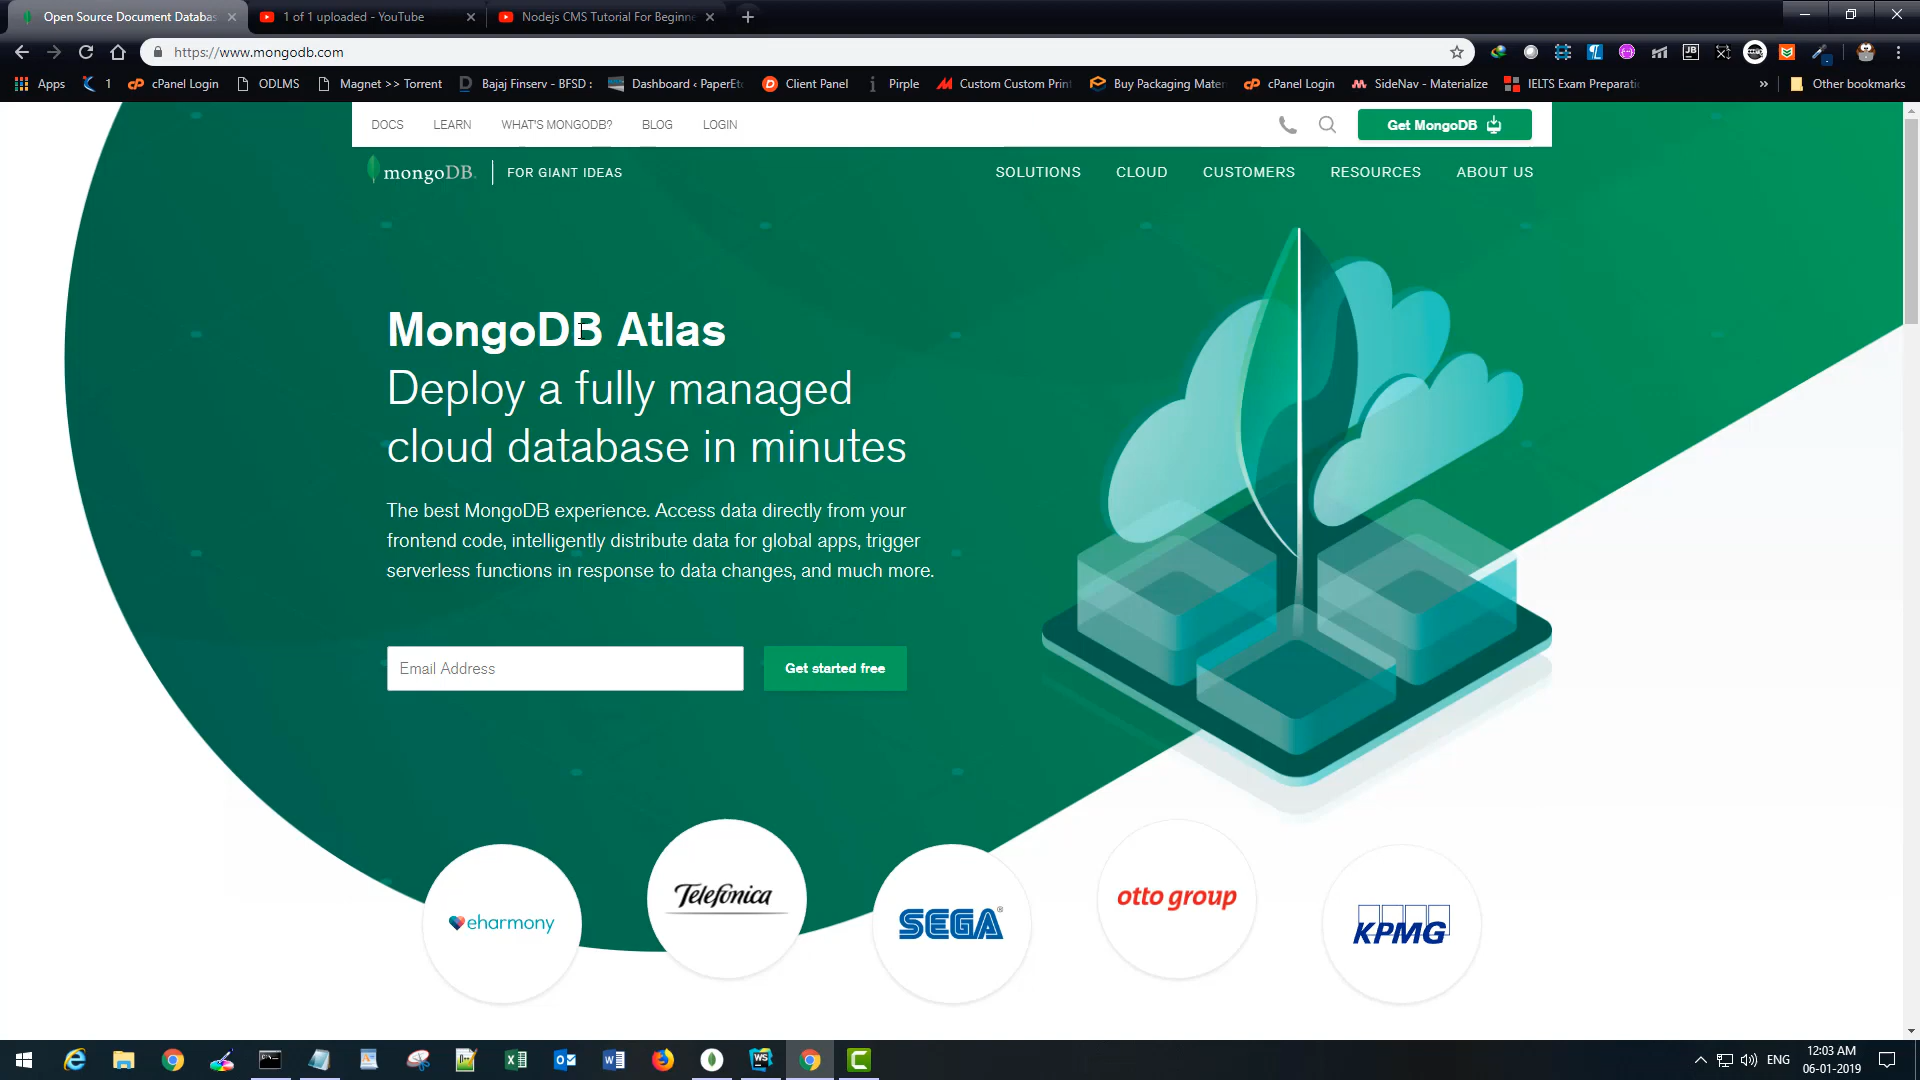 Open Source Document Databas
1 of 1 uploaded - YouTube
Nodejs CMS Tutorial For Beginne
https://www.mongodb.com
Apps
1
cPanel Login
ODLMS
Magnet >> Torrent
Bajaj Finserv - BFSD :
Dashboard ‹ PaperEt
Client Panel
Pirple
Custom Custom Print
Buy Packaging Mate
cPanel Login
SideNav - Materialize
IELTS Exam Preparati
»
Other bookmarks
DOCS
LEARN
WHAT'S MONGODB?
BLOG
LOGIN
Get MongoDB
mongoDB.
FOR GIANT IDEAS
SOLUTIONS
CLOUD
CUSTOMERS
RESOURCES
ABOUT US
MongoDB Atlas
Deploy a fully managed
cloud database in minutes
The best MongoDB experience. Access data directly from your
frontend code, intelligently distribute data for global apps, trigger
serverless functions in response to data changes, and much more.
Email Address
Get started free
eharmony
Telefónica
SEGA®
otto group
KPMG
ENG
12:03 AM
06-01-2019